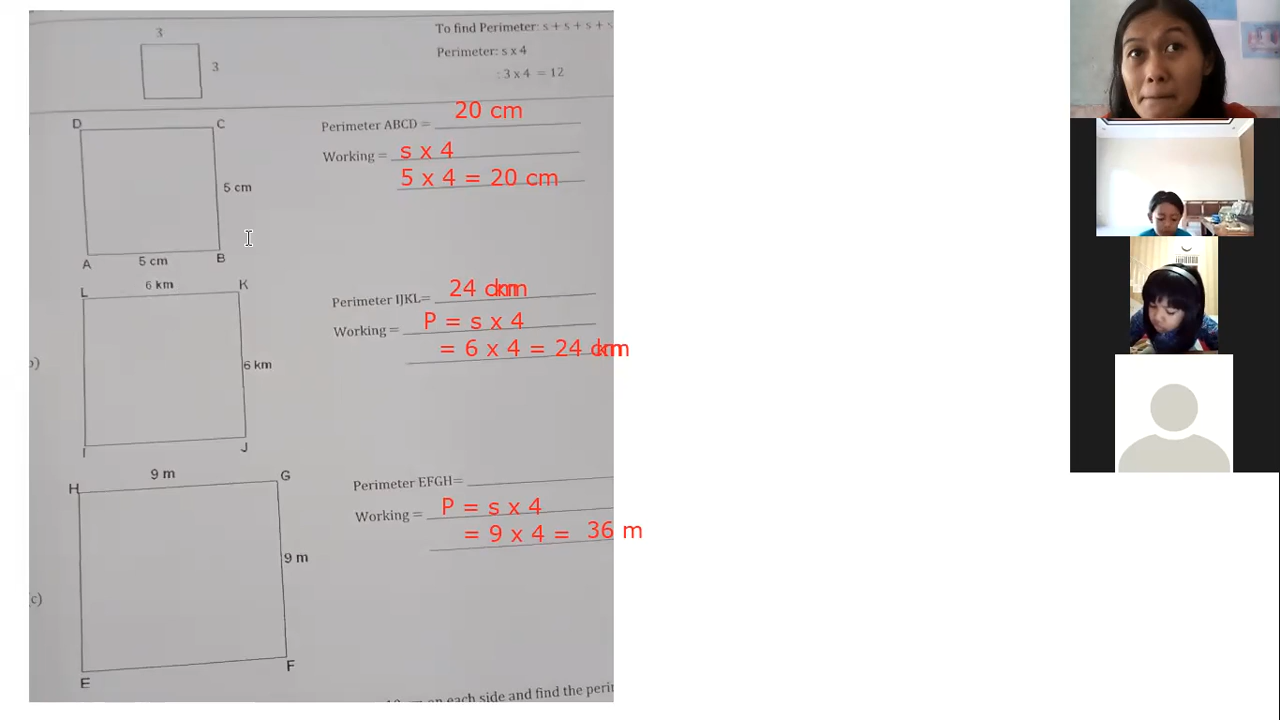 3
3
To find Perimeter: s + s + s + s
Perimeter: s x 4
: 3 x 4 = 12
D
C
5 cm
A
5 cm
B
Perimeter ABCD = 20 cm
Working = s x 4
5 x 4 = 20 cm
L
6 km
K
b)
6 km
I
J
Perimeter IJKL= 24
Working = P = s x 4
= 6 x 4 = 24
H
9 m
G
9 m
c)
E
F
Perimeter EFGH=
Working = P = s x 4
= 9 x 4 = 36 m
on each side and find the peri